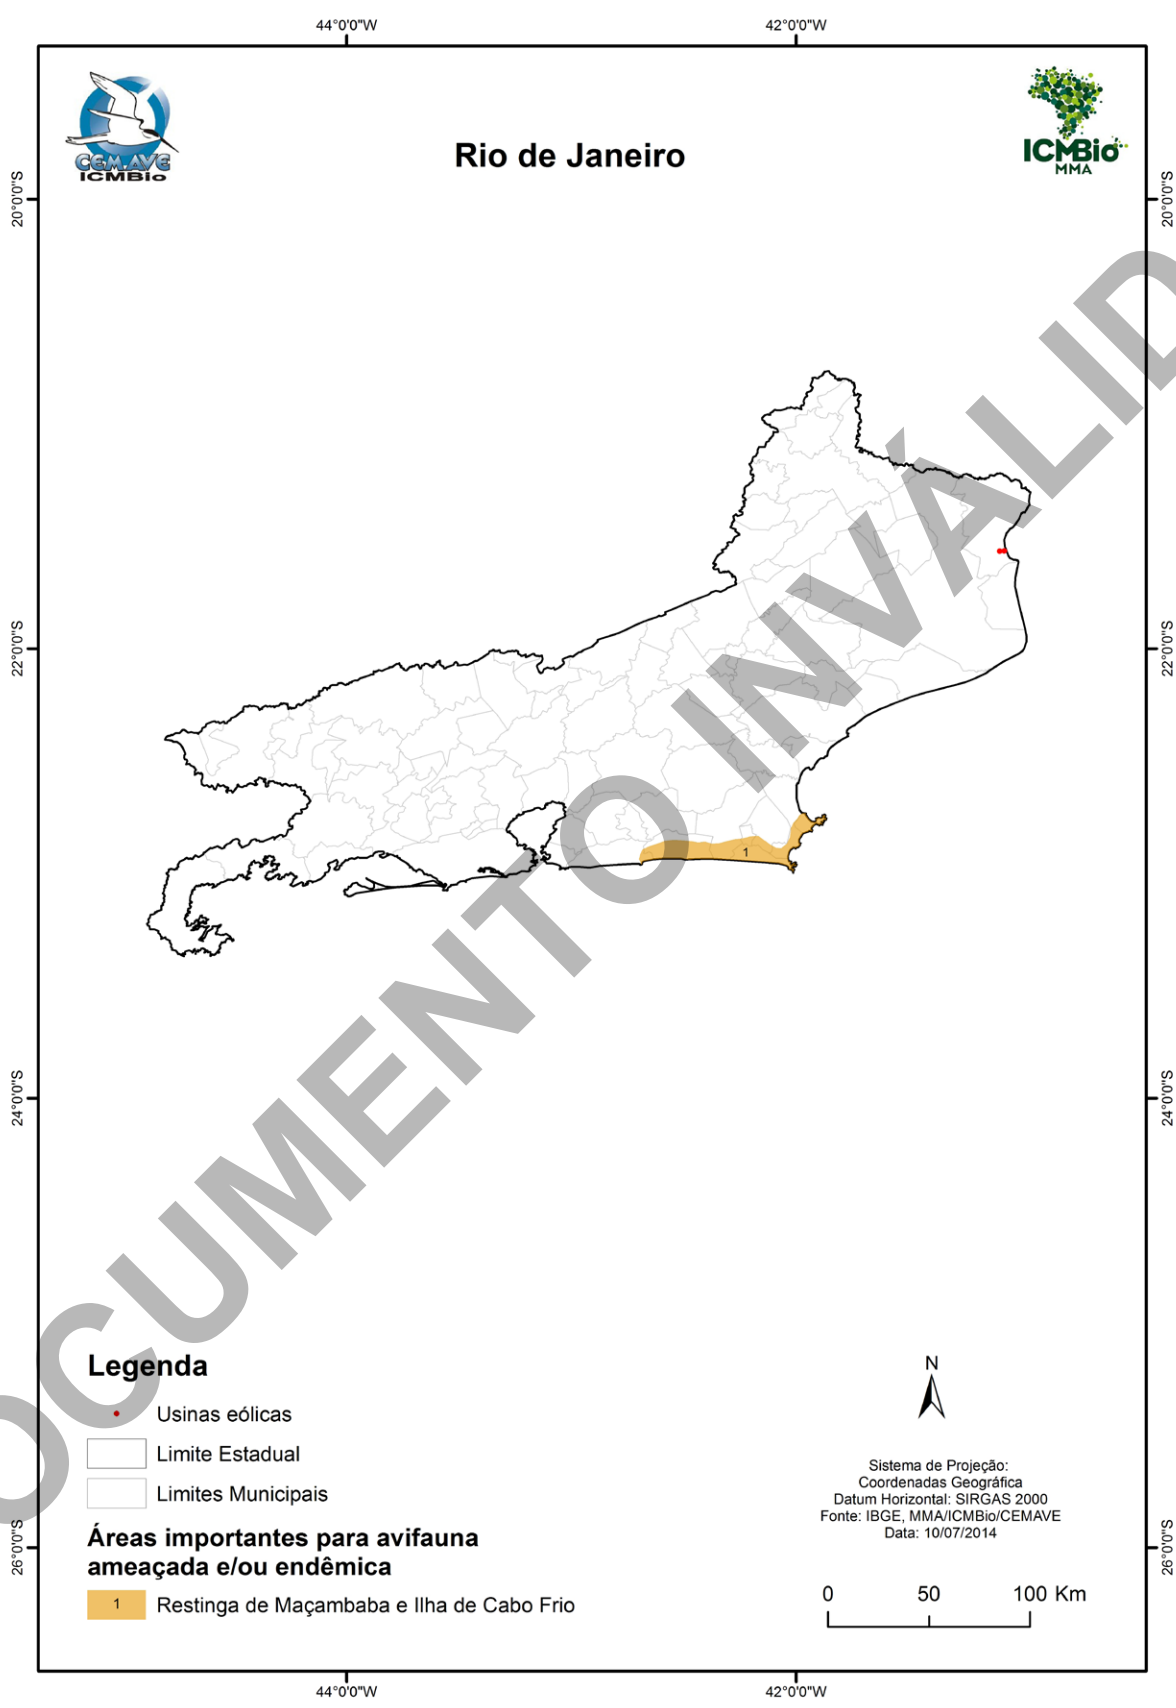 44°0'0"W
42°0'0"W
CEMAVE
ICMBio
Rio de Janeiro
ICMBio
MMA
20°0'0"S
20°0'0"S
22°0'0"S
22°0'0"S
1
24°0'0"S
24°0'0"S
DOCUMENTO INVÁLID
Legenda
Usinas eólicas
Limite Estadual
Limites Municipais
Áreas importantes para avifauna
ameaçada e/ou endêmica
1 Restinga de Maçambaba e Ilha de Cabo Frio
N
Sistema de Projeção:
Coordenadas Geográfica
Datum Horizontal: SIRGAS 2000
Fonte: IBGE, MMA/ICMBio/CEMAVE
Data: 10/07/2014
26°0'0"S
26°0'0"S
0 50 100 Km
44°0'0"W
42°0'0"W